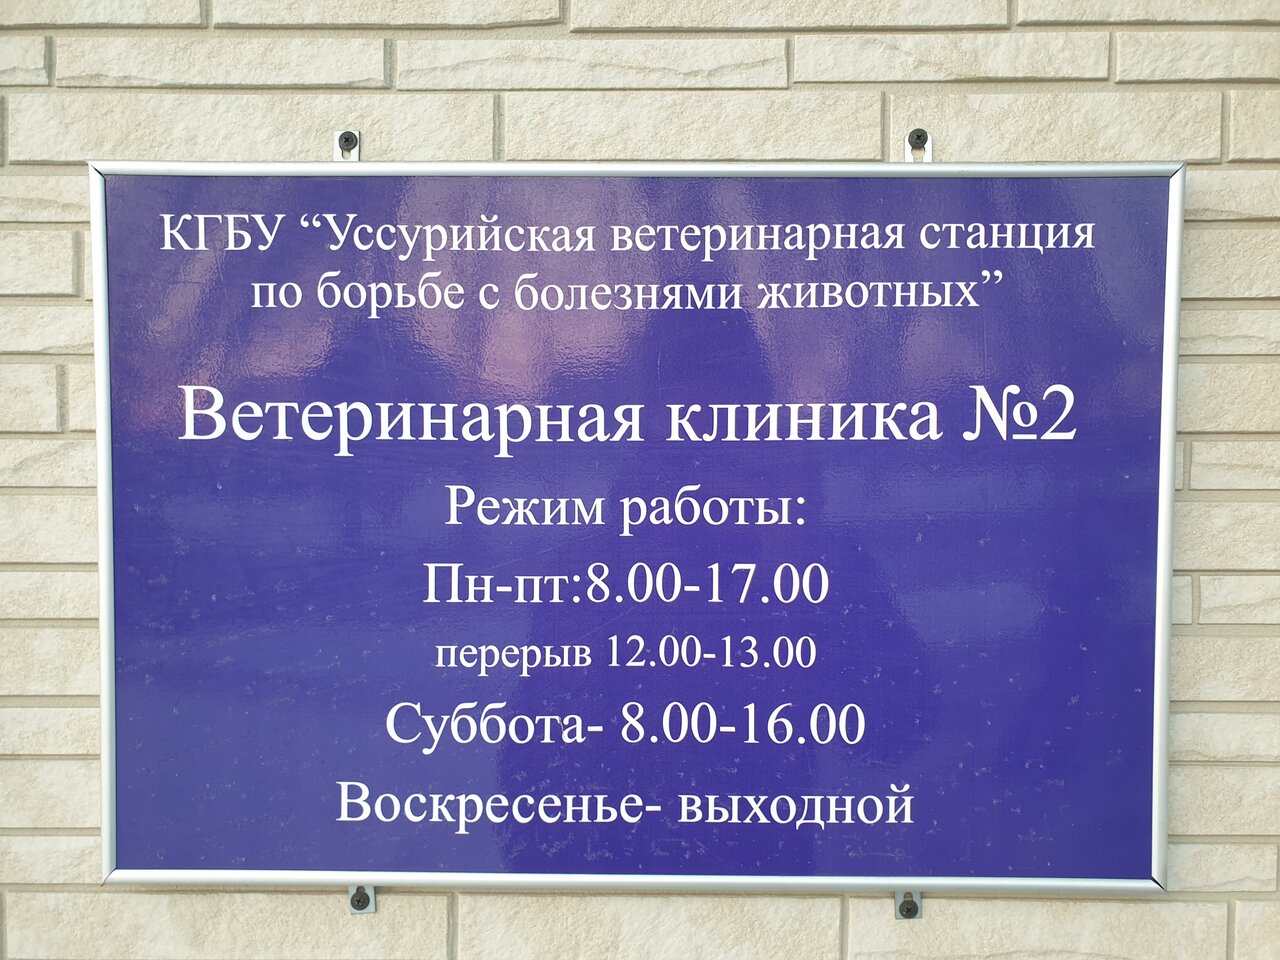 КГБУ “Уссурийская ветеринарная станция
по борьбе с болезнями животных”
Ветеринарная клиника №2
Режим работы:
Пн-пт:8.00-17.00
перерыв 12.00-13.00
Суббота- 8.00-16.00
Воскресенье- выходной